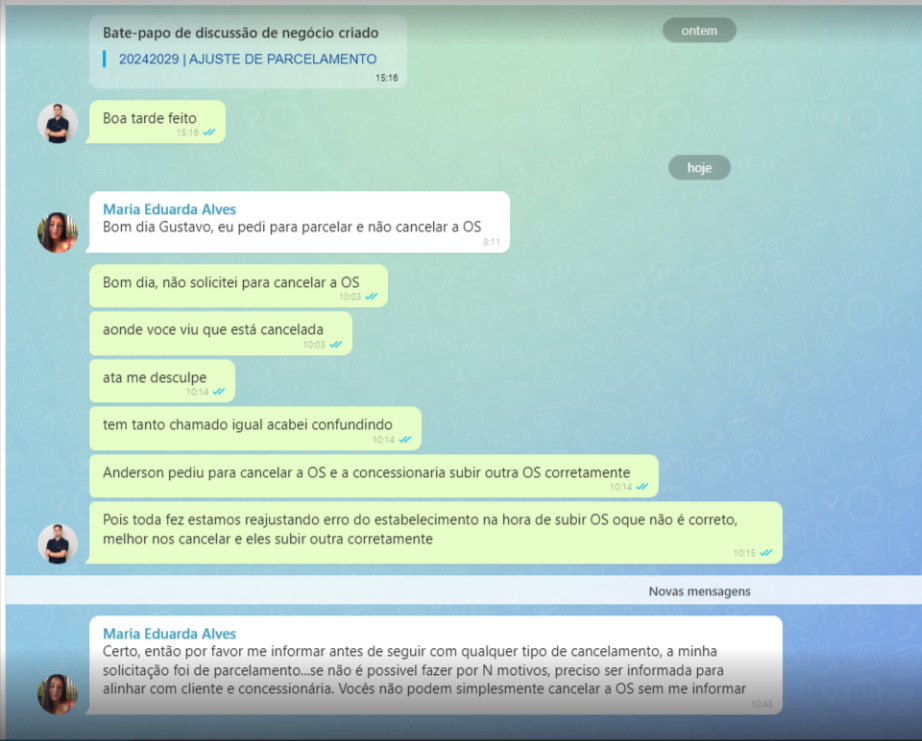 Bate-papo de discussão de negócio criado
ontem
20242029 | AJUSTE DE PARCELAMENTO
15:16
Boa tarde feito
15:16
hoje
Maria Eduarda Alves
Bom dia Gustavo, eu pedi para parcelar e não cancelar a OS
8:11
Bom dia, não solicitei para cancelar a OS
10:03
aonde voce viu que está cancelada
10:03
ata me desculpe
10:14
tem tanto chamado igual acabei confundindo
10:14
Anderson pediu para cancelar a OS e a concessionaria subir outra OS corretamente
10:14
Pois toda fez estamos reajustando erro do estabelecimento na hora de subir OS oque não é correto,
melhor nos cancelar e eles subir outra corretamente
10:15
Novas mensagens
Maria Eduarda Alves
Certo, então por favor me informar antes de seguir com qualquer tipo de cancelamento, a minha
solicitação foi de parcelamento...se não é possivel fazer por N motivos, preciso ser informada para
alinhar com cliente e concessionária. Vocês não podem simplesmente cancelar a OS sem me informar
10:43